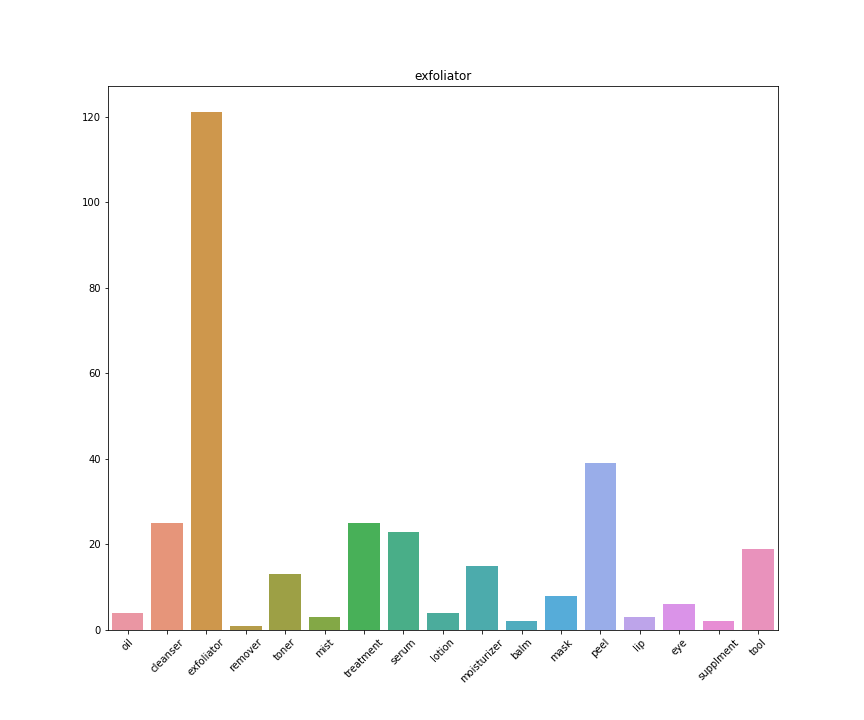 exfoliator
120
100
80
60
40
20
0
oil
cleanser
exfoliator
remover
toner
mist
treatment
serum
lotion
moisturizer
balm
mask
peel
lip
eye
supplment
tool